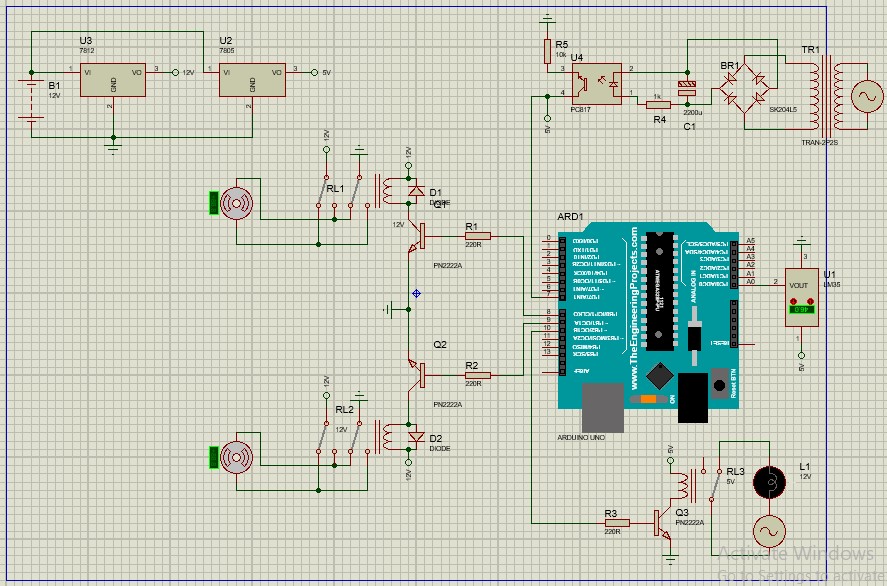 U3
7812
1
VI
VO
3
12V
GND
2
U2
7805
1
VI
VO
3
5V
GND
2
B1
12V
R5
10k
U4
3
4
2
1
PC817
5V
R4
1k
C1
2200u
BR1
SK204L5
TR1
TRAN-2P2S
12V
RL1
12V
12V
D1
DIODE
Q1
PN2222A
R1
220R
Q2
PN2222A
R2
220R
12V
RL2
12V
D2
DIODE
12V
ARD1
0
1
2
3
4
5
6
7
8
9
10
11
12
13
www.TheEngineeringProjects.com
ANALOG IN
A5
A4
A3
A2
A1
A0
RESET
Reset BTN
ON
ARDUINO UNO
U1
LM35
3
2
VOUT
1
5V
R3
220R
Q3
PN2222A
5V
RL3
5V
L1
12V
Activate Windows
Go to Settings to activate